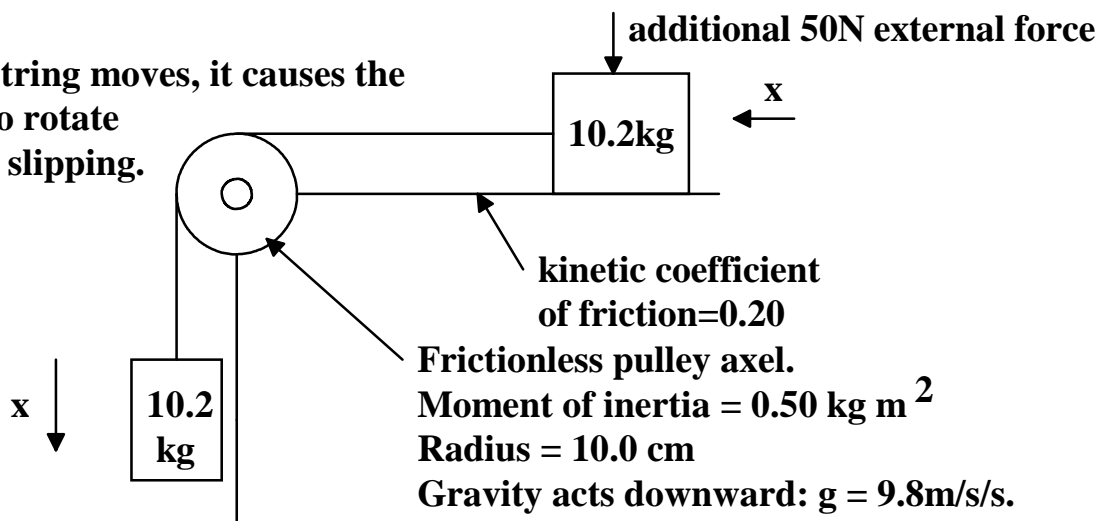 additional 50N external force
tring moves, it causes the
o rotate
slipping.
x
10.2kg
kinetic coefficient
of friction=0.20
Frictionless pulley axel.
Moment of inertia = 0.50 kg m 2
Radius = 10.0 cm
Gravity acts downward: g = 9.8m/s/s.
x
10.2
kg